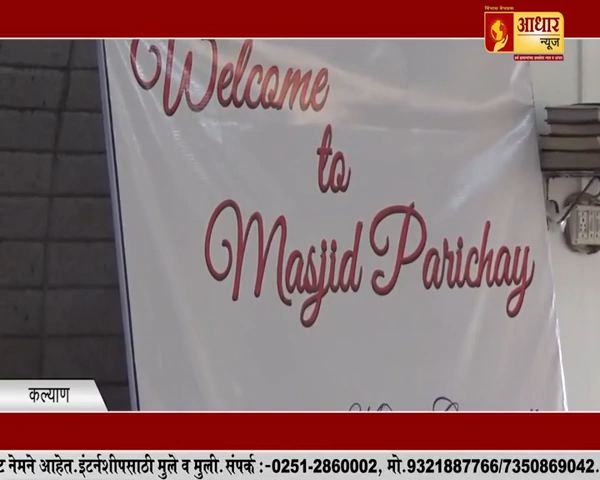 आधार
न्यूज
Welcome
to
Masjid Parichay
कल्याण
ट नेमने आहेत.इंटर्नशीपसाठी मुले व मुली. संपर्क :-0251-2860002, मो.9321887766/7350869042.